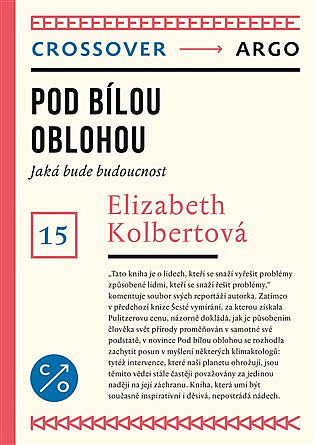 CROSSOVER → ARGO
POD BÍLOU
OBLOHOU
Jaká bude budoucnost
15
Elizabeth
Kolbertová
„Tato kniha je o lidech, kteří se snaží vyřešit problémy
způsobené lidmi, kteří se snaží řešit problémy,“
komentuje soubor svých reportáží autorka. Zatímco
v předchozí knize Šesté vymírání, za kterou získala
Pulitzerovu cenu, názorně dokládá, jak je působením
člověka svět přírody proměňován v samotné své
podstatě, v novince Pod bílou oblohou se rozhodla
zachytit posun v myšlení některých klimatologů:
tytéž intervence, které naši planetu ohrožují, jsou
těmito vědci stále častěji považovány za jedinou
naději na její záchranu. Kniha, která umí být
současně inspirativní i děsivá, nepostrádá nádech.
C/O